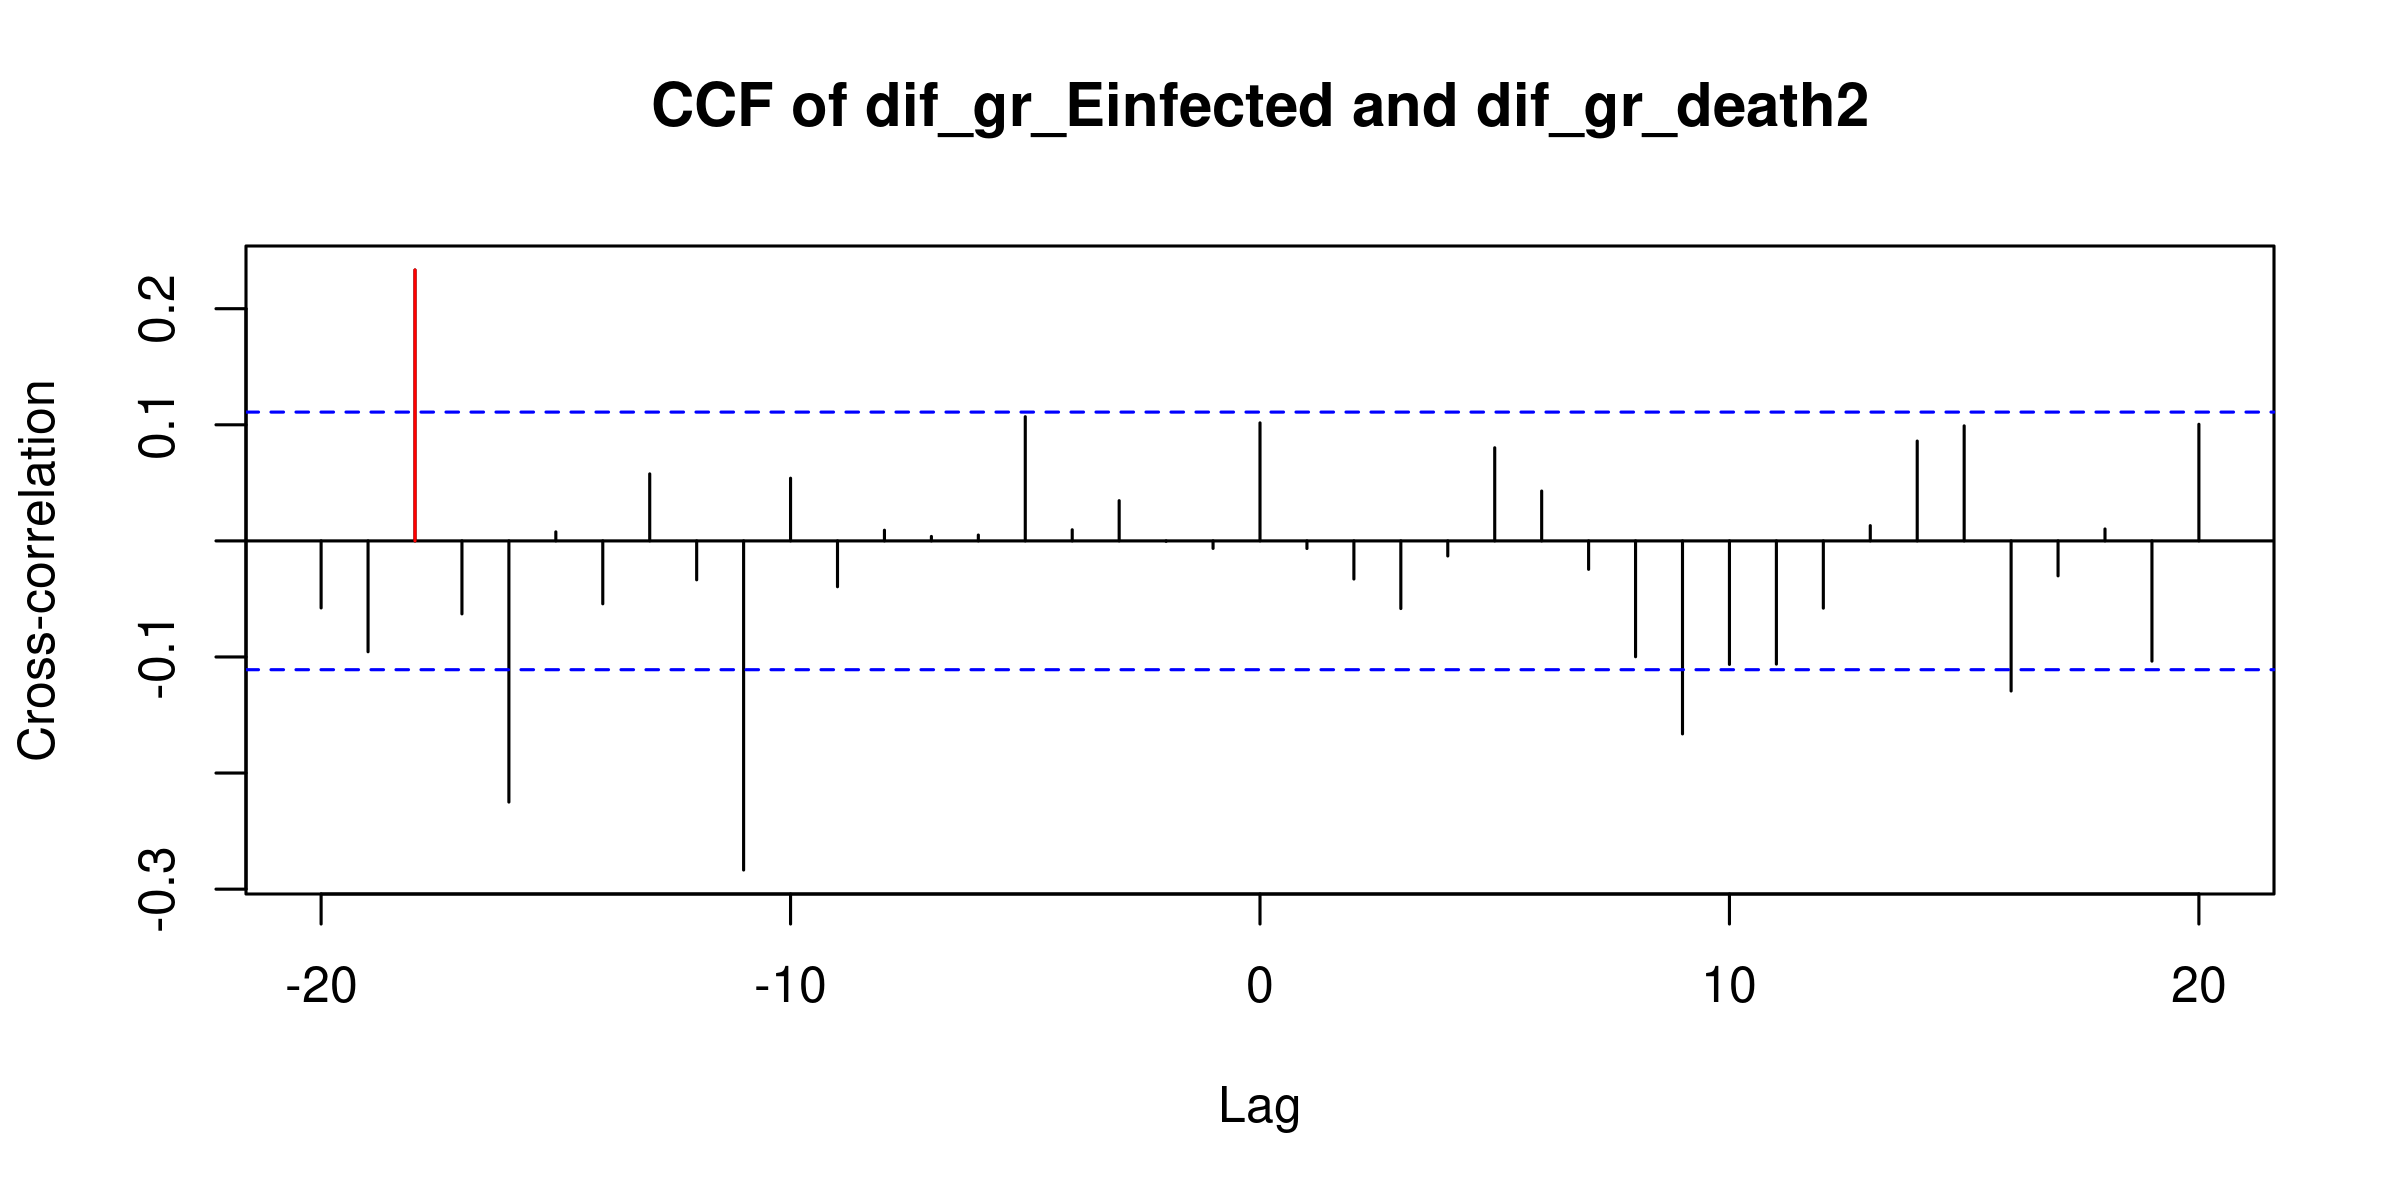 CCF of dif_gr_Einfected and dif_gr_death2
Cross-correlation
0.2
0.1
-0.1
-0.3
-20 -10 0 10 20
Lag